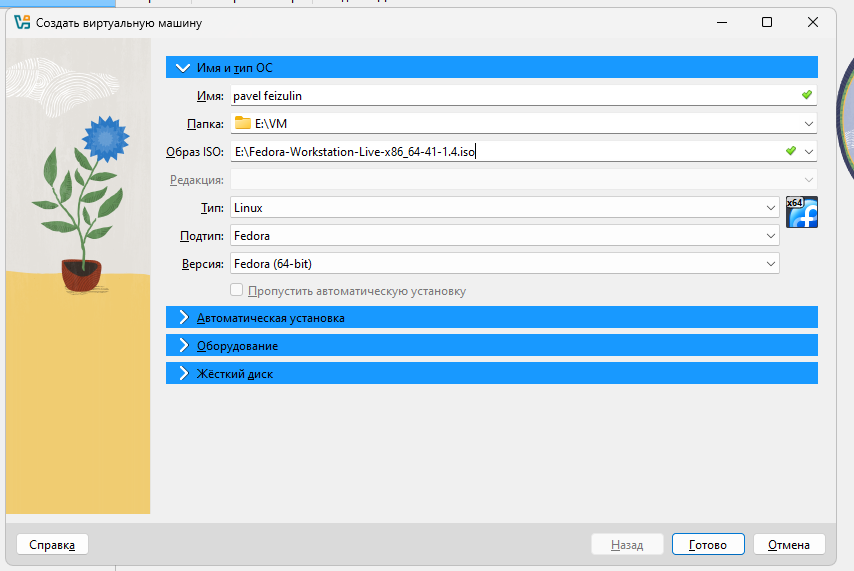 Создать виртуальную машину
Имя и тип ОС
Имя: pavel feizulin
Папка: E:\VM
Образ ISO: E:\Fedora-Workstation-Live-x86_64-41-1.4.iso
Редакция:
Тип: Linux
x64
Подтип: Fedora
Версия: Fedora (64-bit)
Пропустить автоматическую установку
Автоматическая установка
Оборудование
Жёсткий диск
Справка Назад Готово Отмена